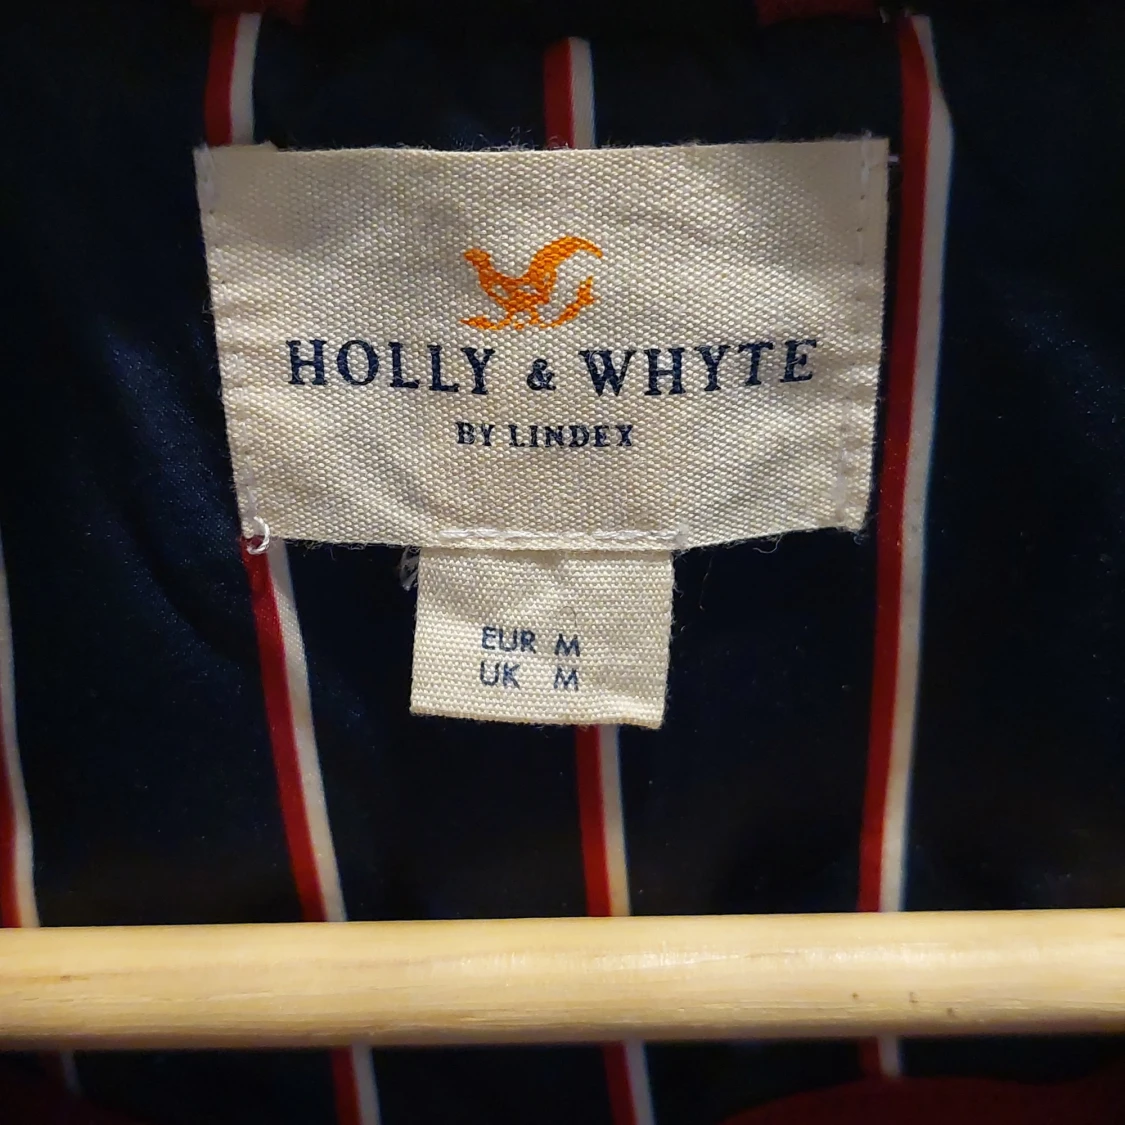 HOLLY & WHYTE
BY LINDEX
EUR M
UK M